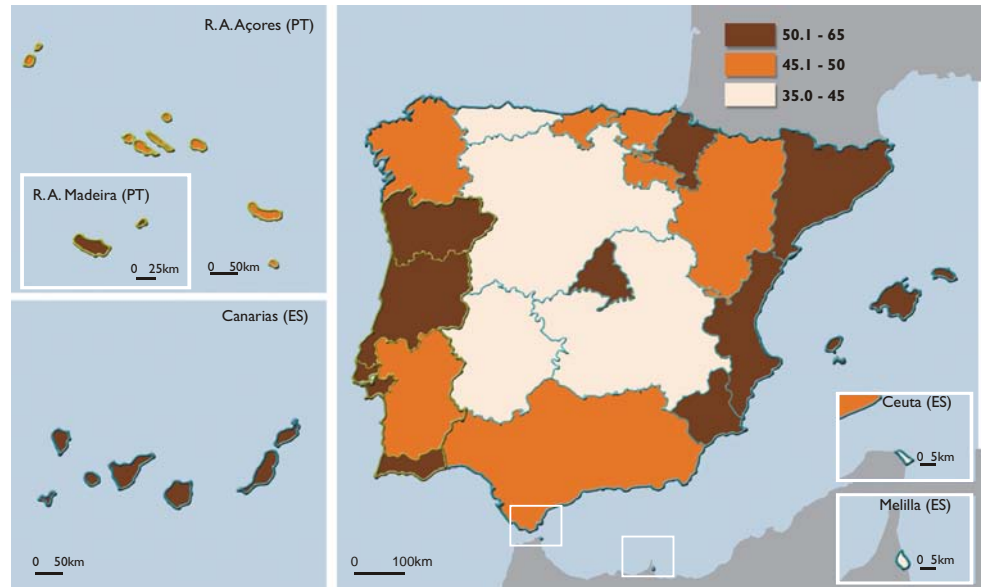 R.A. Açores (PT)
R.A. Madeira (PT)
0 25km
0 50km
Canarias (ES)
0 50km
50.1 - 65
45.1 - 50
35.0 - 45
Ceuta (ES)
0 5km
Melilla (ES)
0 5km
0 100km